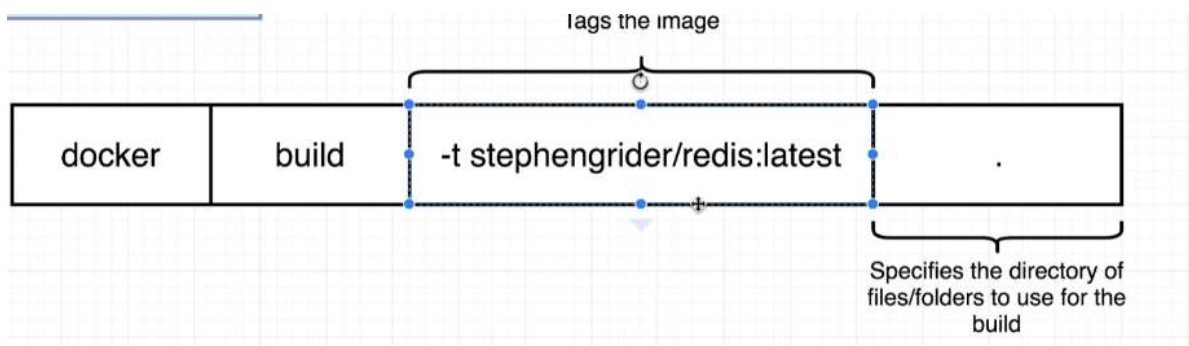 Tags the image
docker build -t stephengrider/redis:latest .
Specifies the directory of
files/folders to use for the
build